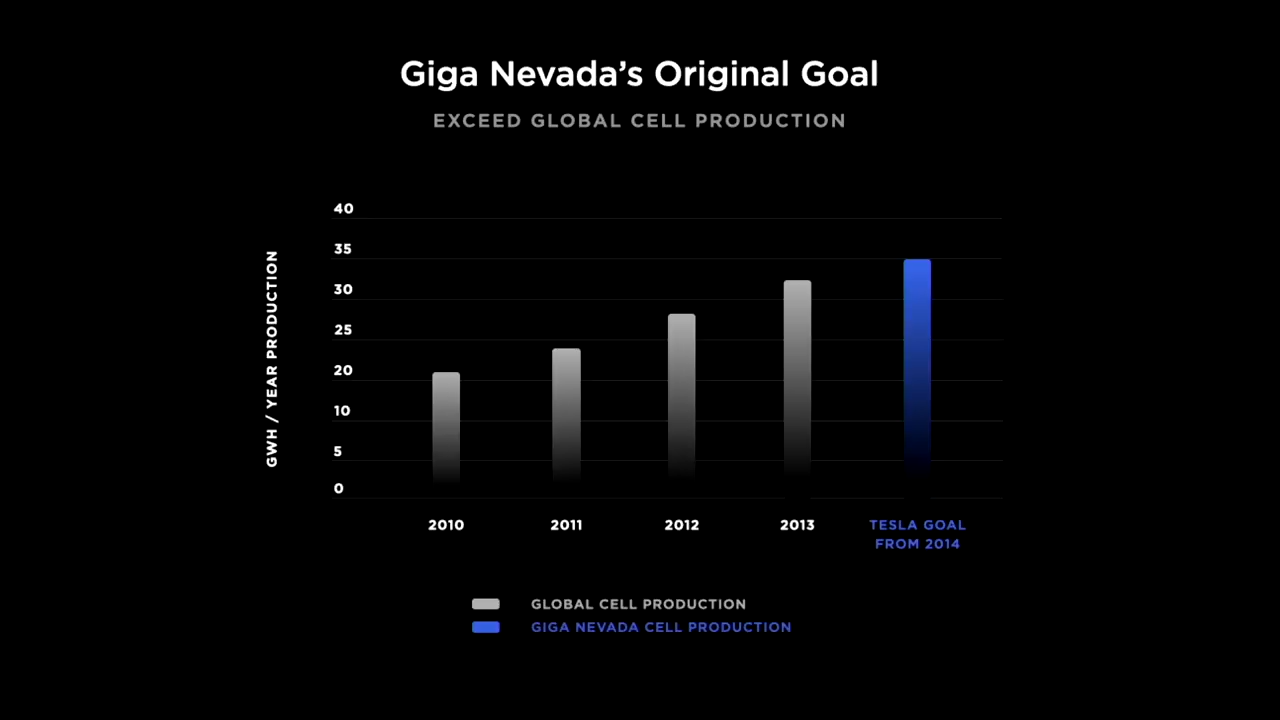 Giga Nevada’s Original Goal
EXCEED GLOBAL CELL PRODUCTION
GWH / YEAR PRODUCTION
40
35
30
25
20
10
5
0
2010 2011 2012 2013 TESLA GOAL
FROM 2014
GLOBAL CELL PRODUCTION
GIGA NEVADA CELL PRODUCTION